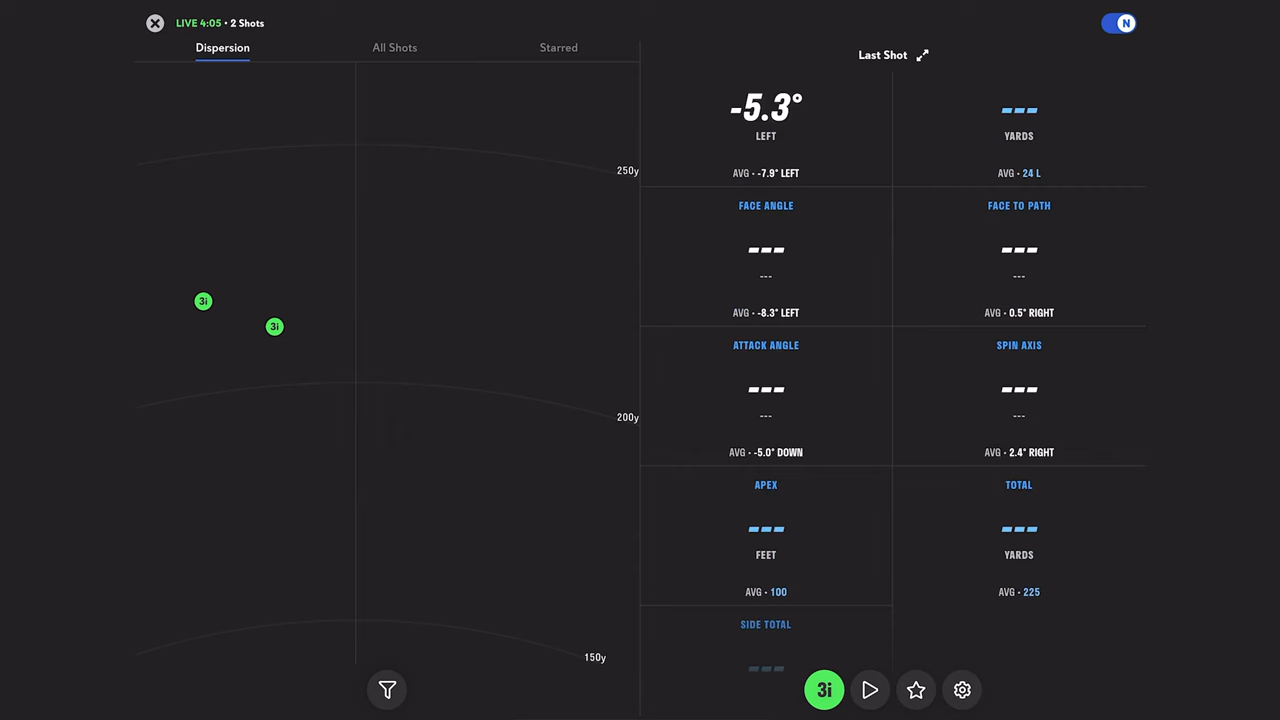 LIVE 4:05 • 2 Shots
N
Dispersion
All Shots
Starred
250y
200y
150y
3i
3i
Last Shot
-5.3°
LEFT
AVG • -7.9° LEFT
---
YARDS
AVG • 24 L
FACE ANGLE
---
---
AVG • -8.3° LEFT
FACE TO PATH
---
---
AVG • 0.5° RIGHT
ATTACK ANGLE
---
---
AVG • -5.0° DOWN
SPIN AXIS
---
---
AVG • 2.4° RIGHT
APEX
---
FEET
AVG • 100
TOTAL
---
YARDS
AVG • 225
SIDE TOTAL
---
3i